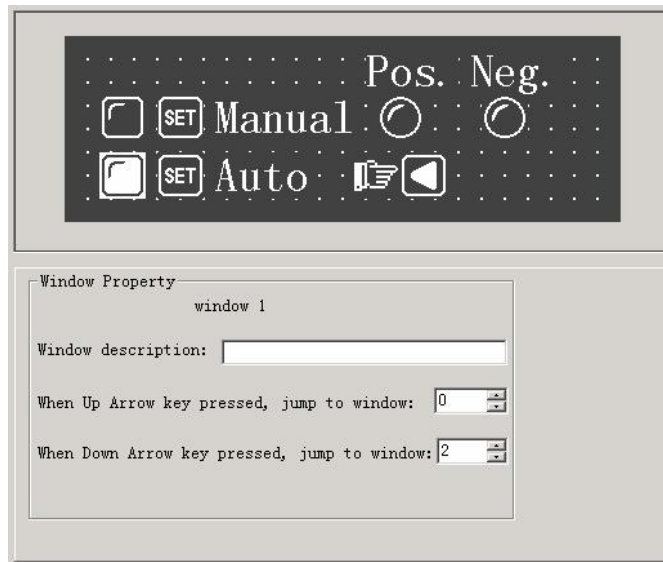 Pos. Neg.
SET Manual
SET Auto
Window Property
window 1
Window description:
When Up Arrow key pressed, jump to window: 0
When Down Arrow key pressed, jump to window: 2